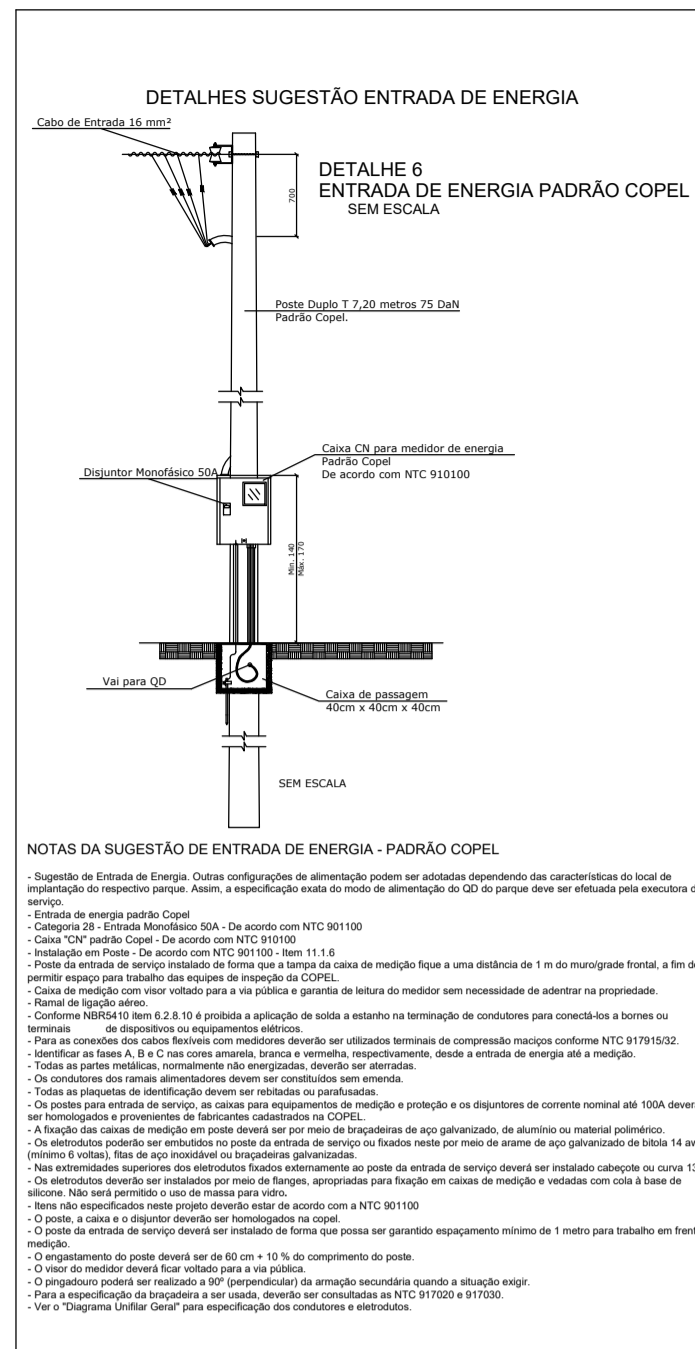 DETALHES SUGESTÃO ENTRADA DE ENERGIA
Cabo de Entrada 16 mm²
DETALHE 6
ENTRADA DE ENERGIA PADRÃO COPEL
SEM ESCALA
700
Poste Duplo T 7,20 metros 75 DaN
Padrão Copel.
Caixa CN para medidor de energia
Padrão Copel
De acordo com NTC 910100
Disjuntor Monofásico 50A
Min. 140
Máx. 170
Vai para QD
Caixa de passagem
40cm x 40cm x 40cm
SEM ESCALA
NOTAS DA SUGESTÃO DE ENTRADA DE ENERGIA - PADRÃO COPEL
- Sugestão de Entrada de Energia. Outras configurações de alimentação podem ser adotadas dependendo das características do local de
implantação do respectivo parque. Assim, a especificação exata do modo de alimentação do QD do parque deve ser efetuada pela executora d
serviço.
- Entrada de energia padrão Copel
- Categoria 28 - Entrada Monofásico 50A - De acordo com NTC 901100
- Caixa "CN" padrão Copel - De acordo com NTC 910100
- Instalação em Poste - De acordo com NTC 901100 - Item 11.1.6
- Poste da entrada de serviço instalado de forma que a tampa da caixa de medição fique a uma distância de 1 m do muro/grade frontal, a fim de
permitir espaço para trabalho das equipes de inspeção da COPEL.
- Caixa de medição com visor voltado para a via pública e garantia de leitura do medidor sem necessidade de adentrar na propriedade.
- Ramal de ligação aéreo.
- Conforme NBR5410 item 6.2.8.10 é proibida a aplicação de solda a estanho na terminação de condutores para conectá-los a bornes ou
terminais de dispositivos ou equipamentos elétricos.
- Para as conexões dos cabos flexíveis com medidores deverão ser utilizados terminais de compressão maciços conforme NTC 917915/32.
- Identificar as fases A, B e C nas cores amarela, branca e vermelha, respectivamente, desde a entrada de energia até a medição.
- Todas as partes metálicas, normalmente não energizadas, deverão ser aterradas.
- Os condutores dos ramais alimentadores devem ser constituídos sem emenda.
- Todas as plaquetas de identificação devem ser rebitadas ou parafusadas.
- Os postes para entrada de serviço, as caixas para equipamentos de medição e proteção e os disjuntores de corrente nominal até 100A dever
ser homologados e provenientes de fabricantes cadastrados na COPEL.
- A fixação das caixas de medição em poste deverá ser por meio de braçadeiras de aço galvanizado, de alumínio ou material polimérico.
- Os eletrodutos poderão ser embutidos no poste da entrada de serviço ou fixados neste por meio de arame de aço galvanizado de bitola 14 aw
(mínimo 6 voltas), fitas de aço inoxidável ou braçadeiras galvanizadas.
- Nas extremidades superiores dos eletrodutos fixados externamente ao poste da entrada de serviço deverá ser instalado cabeçote ou curva 13
- Os eletrodutos deverão ser instalados por meio de flanges, apropriadas para fixação em caixas de medição e vedadas com cola à base de
silicone. Não será permitido o uso de massa para vidro.
- Itens não especificados neste projeto deverão estar de acordo com a NTC 901100
- O poste, a caixa e o disjuntor deverão ser homologados na copel.
- O poste da entrada de serviço deverá ser instalado de forma que possa ser garantido espaçamento mínimo de 1 metro para trabalho em frent
medição.
- O engastamento do poste deverá ser de 60 cm + 10 % do comprimento do poste.
- O visor do medidor deverá ficar voltado para a via pública.
- O pingadouro poderá ser realizado a 90º (perpendicular) da armação secundária quando a situação exigir.
- Para a especificação da braçadeira a ser usada, deverão ser consultadas as NTC 917020 e 917030.
- Ver o "Diagrama Unifilar Geral" para especificação dos condutores e eletrodutos.